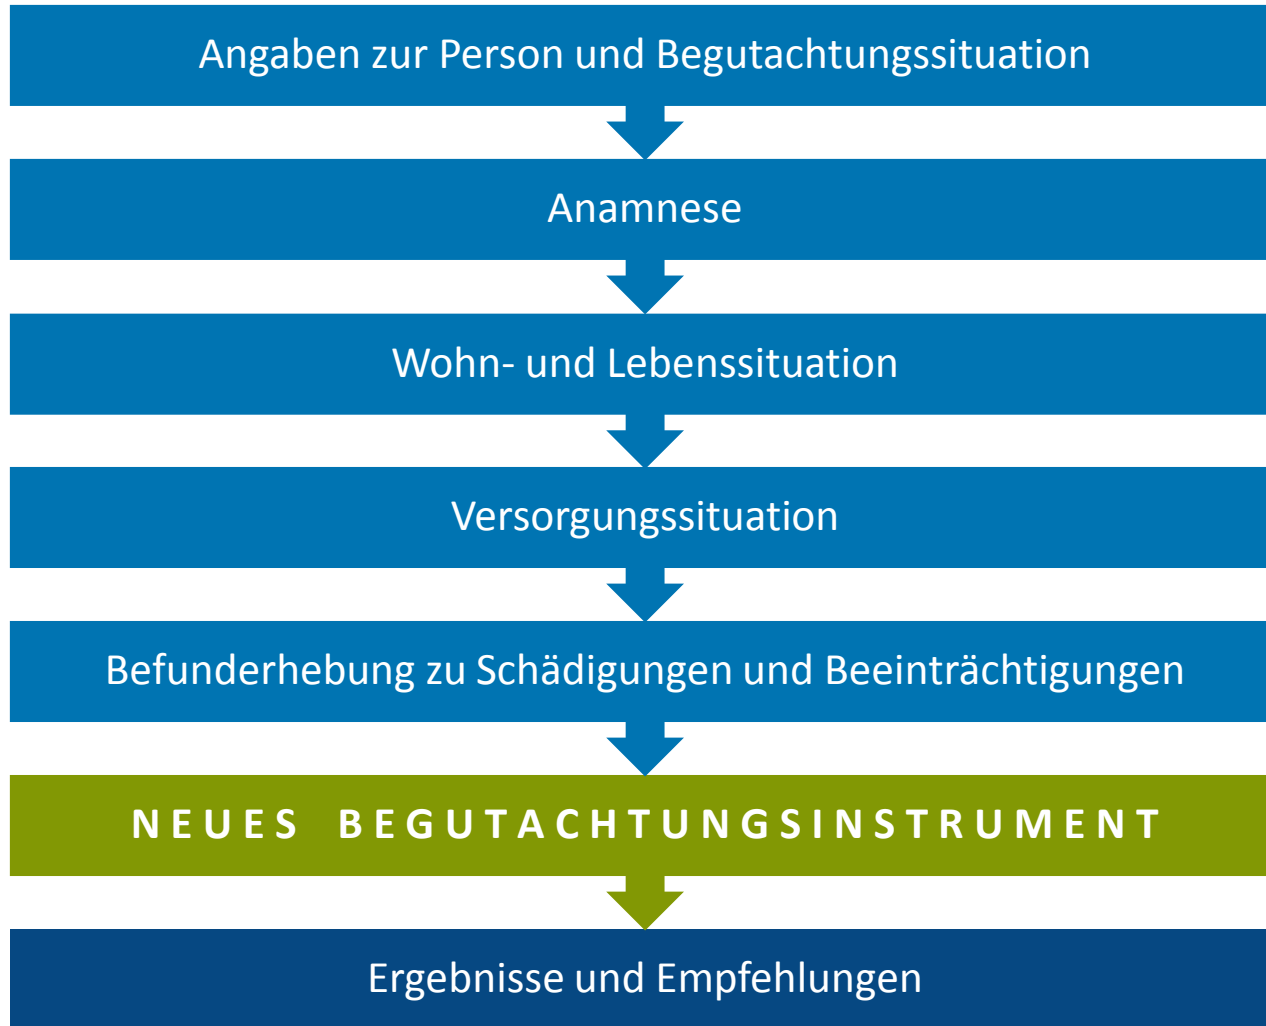 Angaben zur Person und Begutachtungssituation
Anamnese
Wohn- und Lebenssituation
Versorgungssituation
Befunderhebung zu Schädigungen und Beeinträchtigungen
NEUES BEGUTACHTUNGSINSTRUMENT
Ergebnisse und Empfehlungen